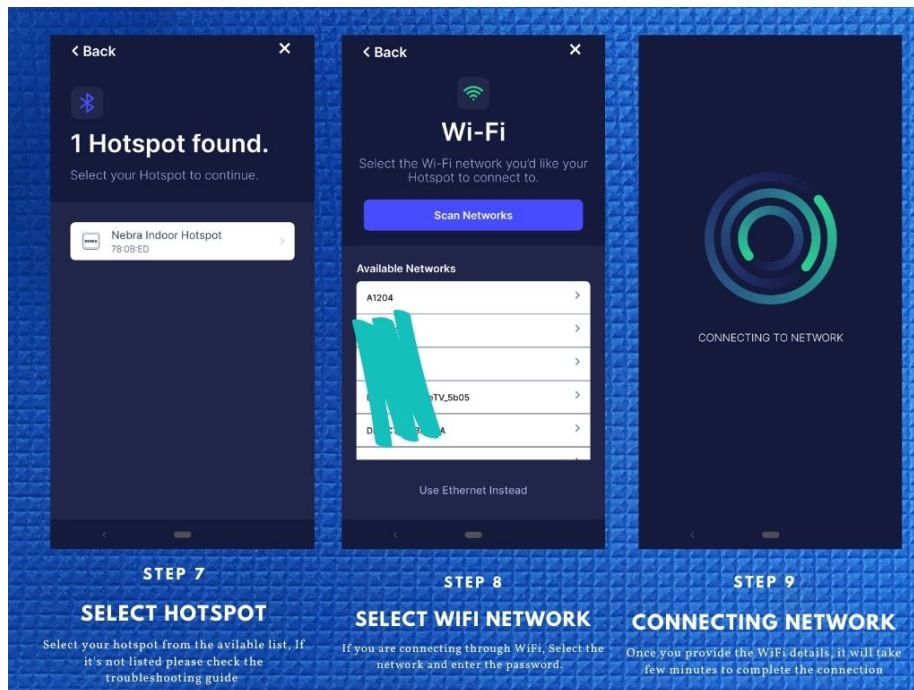 < Back
×
1 Hotspot found.
Select your Hotspot to continue.
NEBRA
Nebra Indoor Hotspot
78:0B:ED
< Back
×
Wi-Fi
Select the Wi-Fi network you'd like your
Hotspot to connect to.
Scan Networks
Available Networks
A1204
eTV_5b05
A
Use Ethernet Instead
CONNECTING TO NETWORK
STEP 7
SELECT HOTSPOT
Select your hotspot from the avilable list, If
it's not listed please check the
troubleshooting guide
STEP 8
SELECT WIFI NETWORK
If you are connecting through WiFi, Select the
network and enter the password.
STEP 9
CONNECTING NETWORK
Once you provide the WiFi details, it will take
few minutes to complete the connection